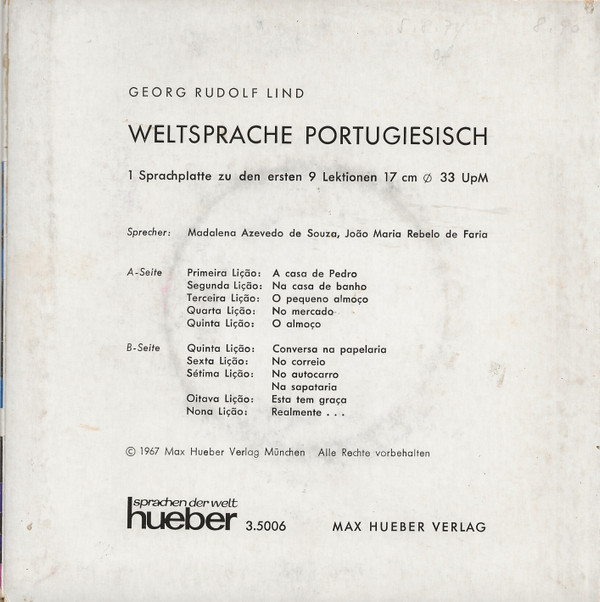 GEORG RUDOLF LIND
WELTSPRACHE PORTUGIESISCH
1 Sprachplatte zu den ersten 9 Lektionen 17 cm ⌀ 33 UpM
Sprecher: Madalena Azevedo de Souza, João Maria Rebelo de Faria
A-Seite Primeira Lição: A casa de Pedro
Segunda Lição: Na casa de banho
Terceira Lição: O pequeno almoço
Quarta Lição: No mercado
Quinta Lição: O almoço
B-Seite Quinta Lição: Conversa na papelaria
Sexta Lição: No correio
Sétima Lição: No autocarro
Na sapataria
Oitava Lição: Esta tem graça
Nona Lição: Realmente . . .
© 1967 Max Hueber Verlag München Alle Rechte vorbehalten
sprachen der welt
hueber 3.5006 MAX HUEBER VERLAG